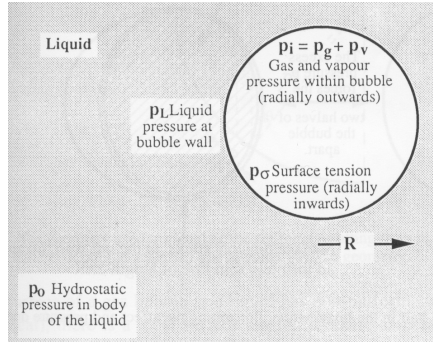 Liquid
pi = pg + pv
Gas and vapour
pressure within bubble
(radially outwards)
pL Liquid
pressure at
bubble wall
pσ Surface tension
pressure (radially
inwards)
R
po Hydrostatic
pressure in body
of the liquid